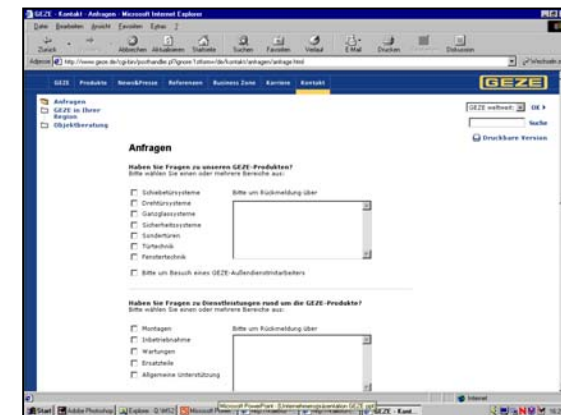 GEZE - Kontakt - Anfragen - Microsoft Internet Explorer
Datei Bearbeiten Ansicht Favoriten Extras ?
Zurück Abbrechen Aktualisieren Startseite Suchen Favoriten Verlauf E-Mail Drucken Diskussion
Adresse
GEZE Produkte News&Presse Referenzen Business Zone Karriere Kontakt
GEZE
Anfragen
GEZE in Ihrer
Region
Objektberatung
GEZE weltweit: OK
Suche
Druckbare Version
Anfragen
Haben Sie Fragen zu unseren GEZE-Produkten?
Bitte wählen Sie einen oder mehrere Bereiche aus:
Schiebetürsysteme Bitte um Rückmeldung über
Drehtürsysteme
Ganzglassysteme
Sicherheitssysteme
Sondertüren
Türtechnik
Fenstertechnik
Bitte um Besuch eines GEZE-Außendienstmitarbeiters
Haben Sie Fragen zu Dienstleistungen rund um die GEZE-Produkte?
Bitte wählen Sie einen oder mehrere Bereiche aus:
Montagen Bitte um Rückmeldung über
Inbetriebnahme
Wartungen
Ersatzteile
Allgemeine Unterstützung
Internet
Start Adobe Photoshop GEZE - Kont...